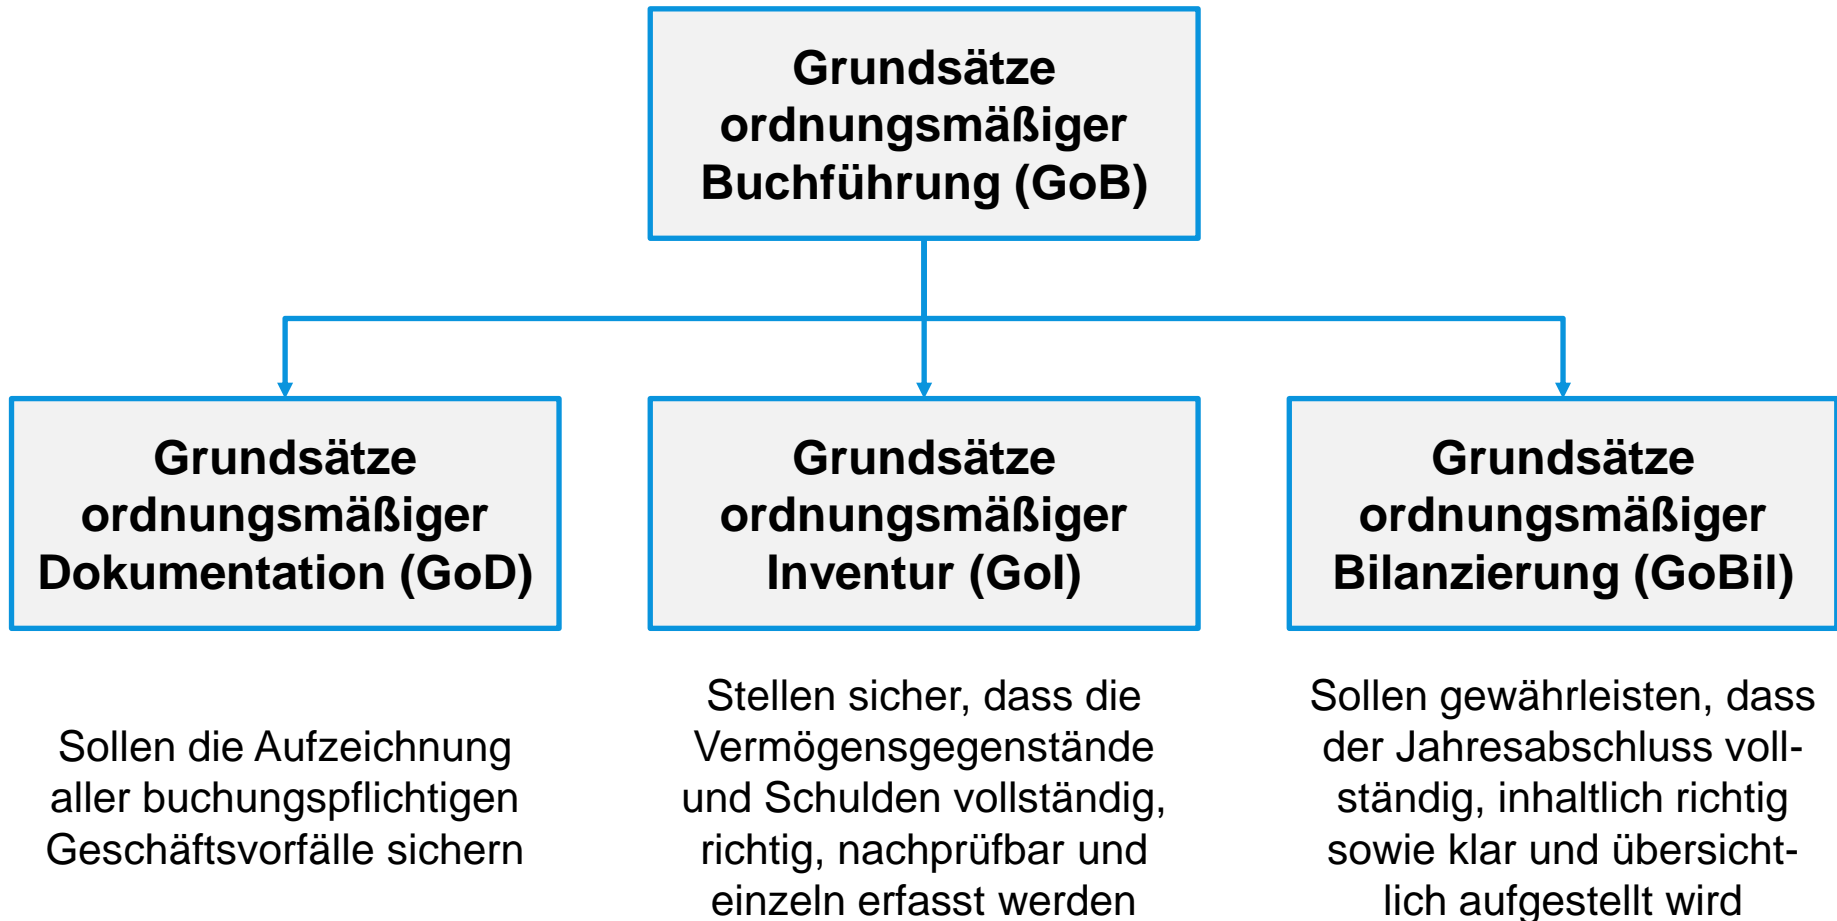 Grundsätze
ordnungsmäßiger
Buchführung (GoB)
Grundsätze
ordnungsmäßiger
Dokumentation (GoD)
Grundsätze
ordnungsmäßiger
Inventur (GoI)
Grundsätze
ordnungsmäßiger
Bilanzierung (GoBil)
Sollen die Aufzeichnung
aller buchungspflichtigen
Geschäftsvorfälle sichern
Stellen sicher, dass die
Vermögensgegenstände
und Schulden vollständig,
richtig, nachprüfbar und
einzeln erfasst werden
Sollen gewährleisten, dass
der Jahresabschluss voll-
ständig, inhaltlich richtig
sowie klar und übersicht-
lich aufgestellt wird